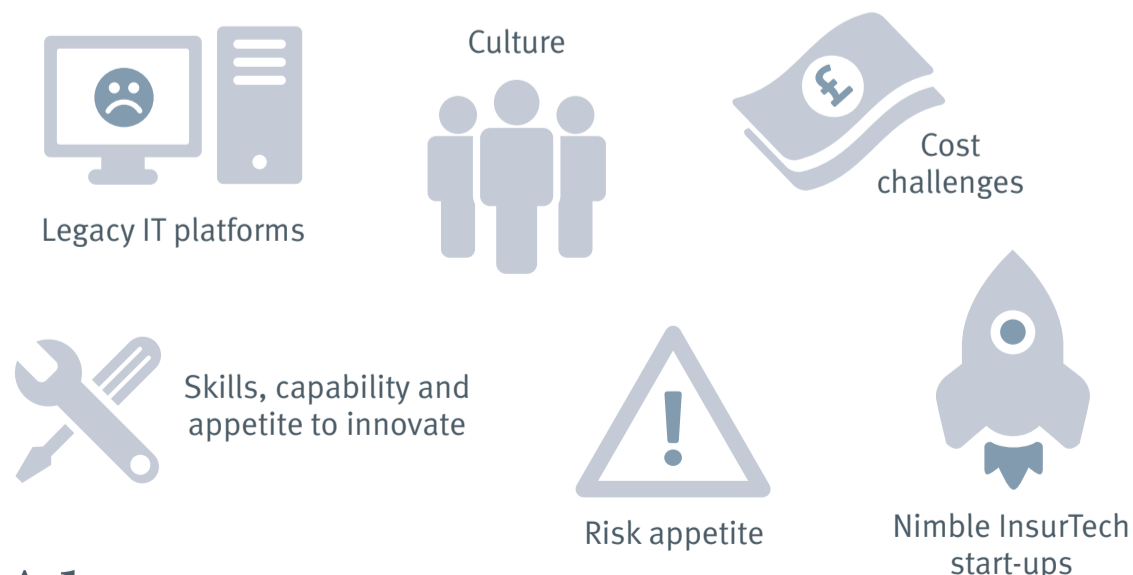 Culture
£
Cost
challenges
Legacy IT platforms
Skills, capability and
appetite to innovate
!
Risk appetite
Nimble InsurTech
start-ups